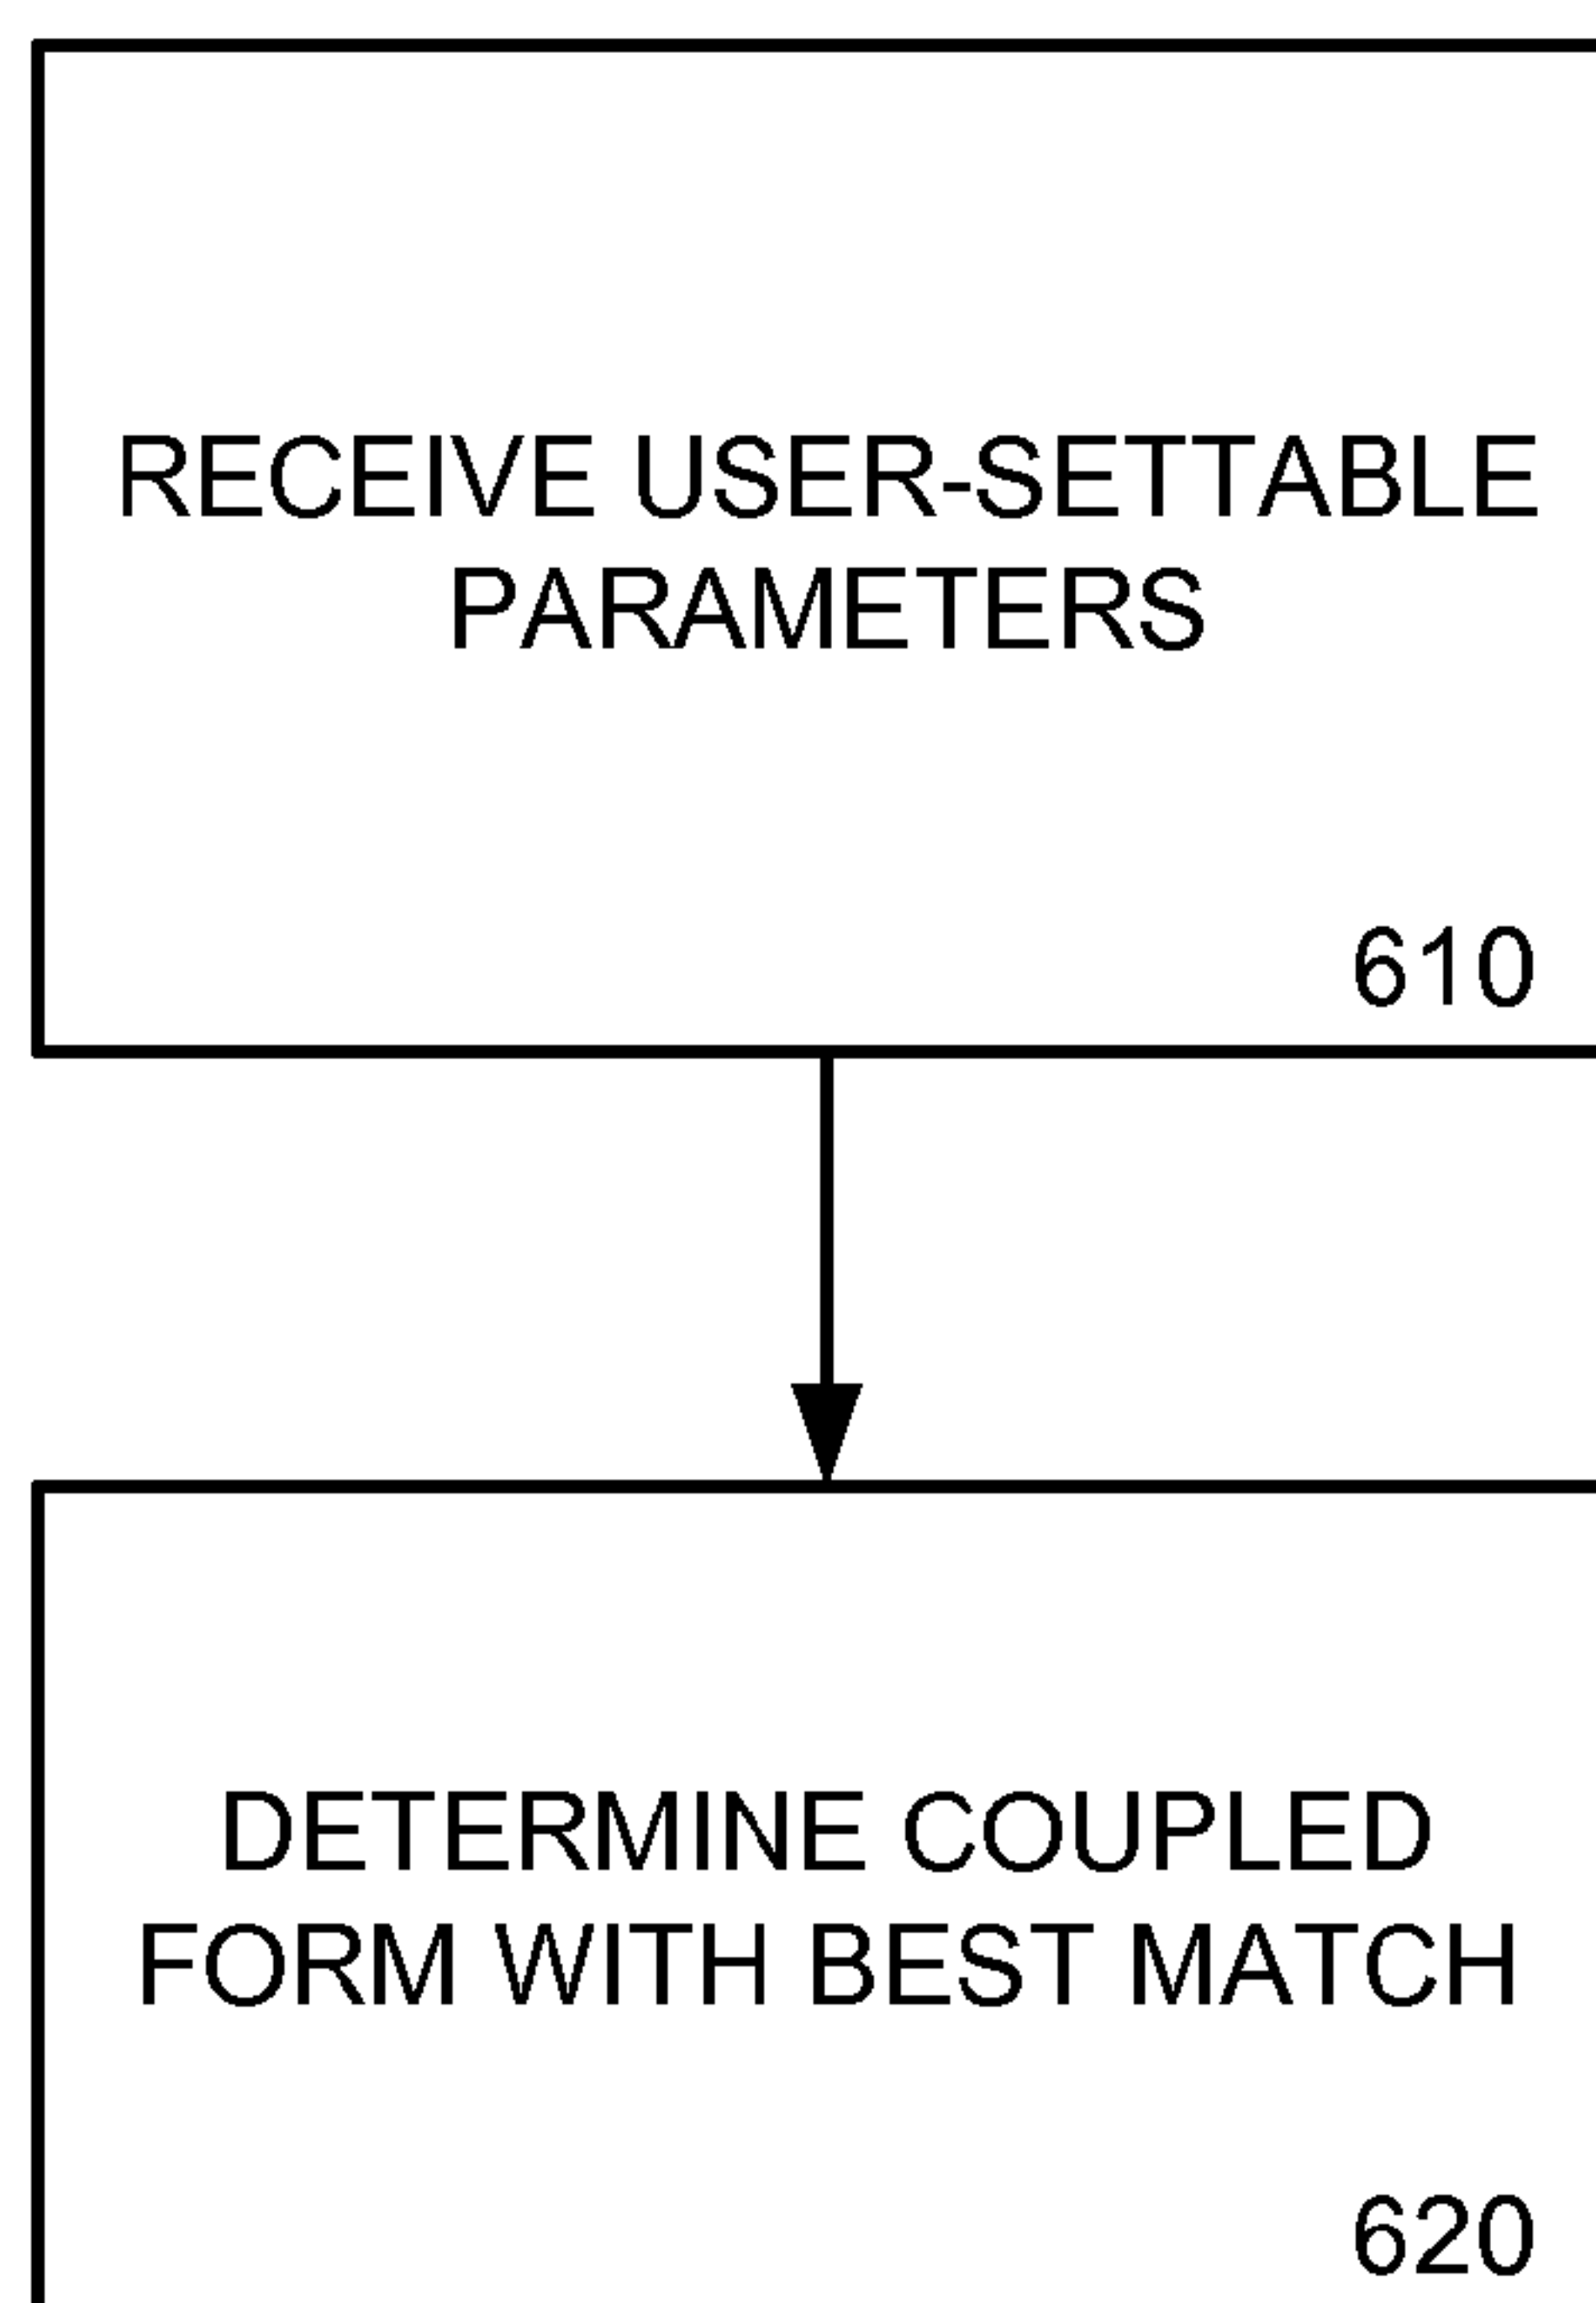 RECEIVE USER-SETTABLE
PARAMETERS
610
DETERMINE COUPLED
FORM WITH BEST MATCH
620